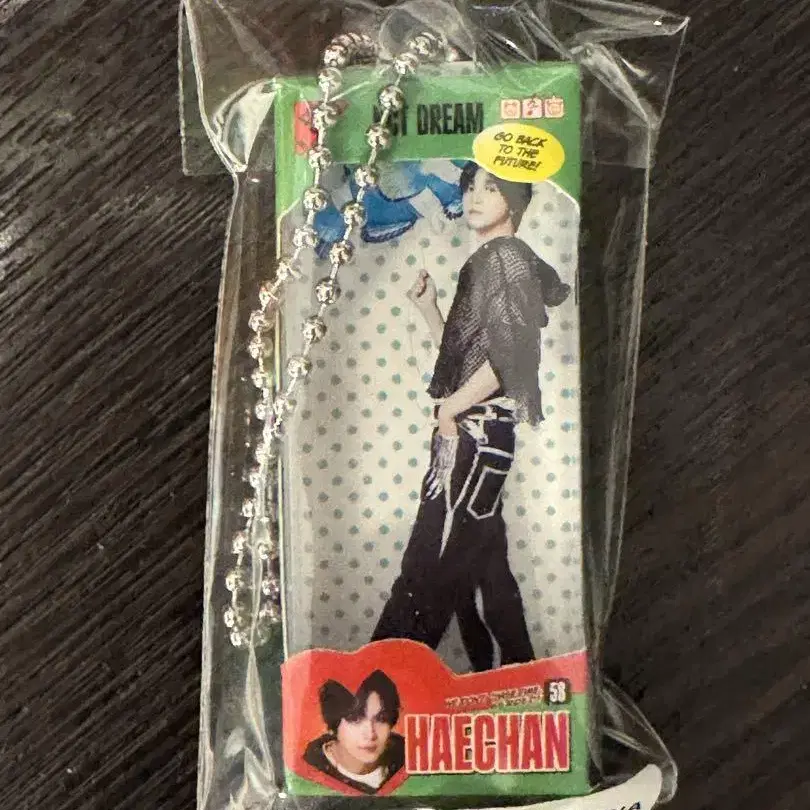 NCT DREAM
GO BACK
TO THE
FUTURE!
58
HAECHAN